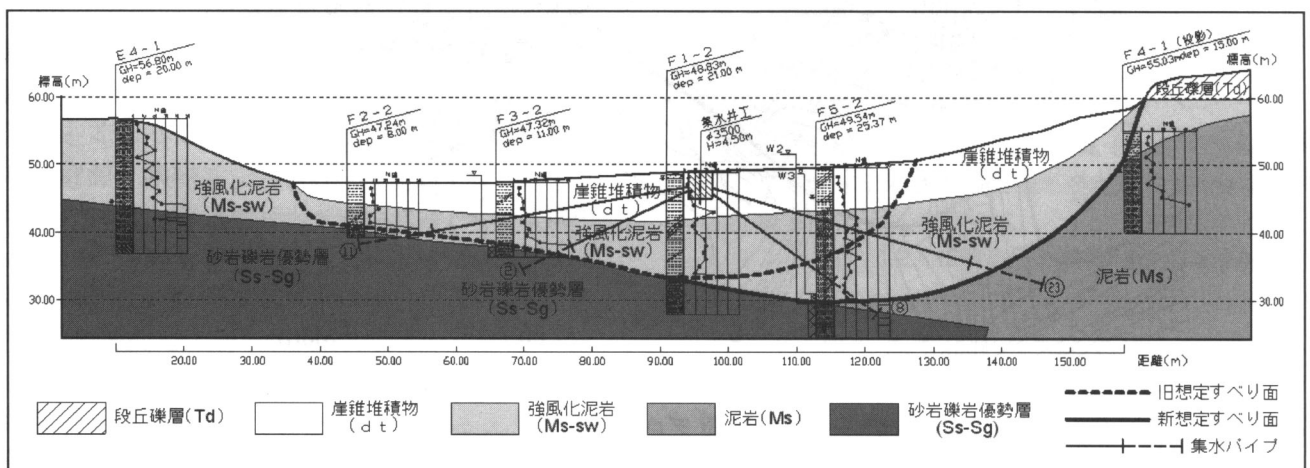 E4-1
GH=56.80m
dep = 20.00 m
F2-2
GH=47.24m
dep = 8.00 m
F3-2
GH=47.32m
dep = 11.00 m
F1-2
GH=48.83m
dep = 21.00 m
集水井工
φ3500
H=4.50m
F5-2
GH=49.54m
dep = 25.37 m
F4-1 (投影)
GH=55.03m dep = 15.00 m
標高(m)
標高(m)
60.00
50.00
40.00
30.00
60.00
50.00
40.00
30.00
W2
W3
段丘礫層(Td)
崖錐堆積物
(dt)
強風化泥岩
(Ms-sw)
崖錐堆積物
(dt)
強風化泥岩
(Ms-sw)
強風化泥岩
(Ms-sw)
砂岩礫岩優勢層
(Ss-Sg)
砂岩礫岩優勢層
(Ss-Sg)
泥岩(Ms)
⑪
⑧
㉓
20.00
30.00
40.00
50.00
60.00
70.00
80.00
90.00
100.00
110.00
120.00
130.00
140.00
150.00
距離(m)
段丘礫層(Td)
崖錐堆積物
(dt)
強風化泥岩
(Ms-sw)
泥岩(Ms)
砂岩礫岩優勢層
(Ss-Sg)
旧想定すべり面
新想定すべり面
集水パイプ